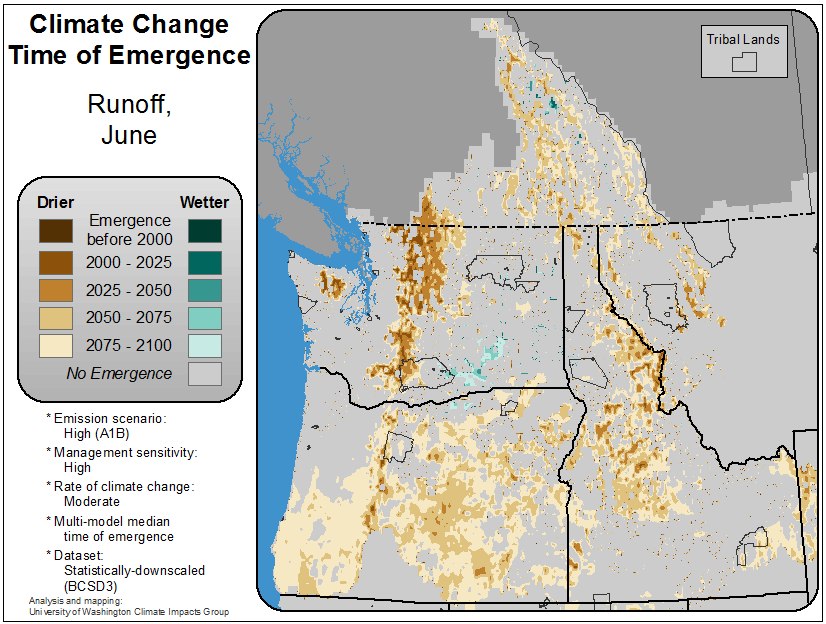 Climate Change
Time of Emergence
Runoff,
June
Tribal Lands
Drier
Wetter
Emergence
before 2000
2000 - 2025
2025 - 2050
2050 - 2075
2075 - 2100
No Emergence
* Emission scenario:
High (A1B)
* Management sensitivity:
High
* Rate of climate change:
Moderate
* Multi-model median
time of emergence
* Dataset:
Statistically-downscaled
(BCSD3)
Analysis and mapping:
University of Washington Climate Impacts Group